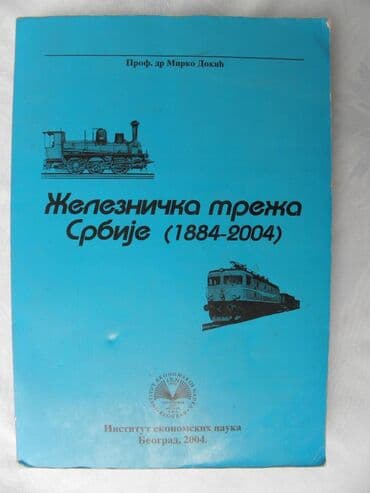 Проф. др Мирко Докић
Железничка мрежа
Србије (1884-2004)
Институт економских наука
Београд, 2004.